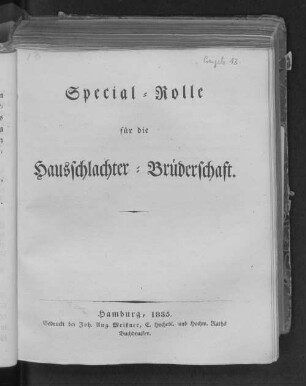 Special-Rolle
für die
Hausschlachter-Brüderschaft.
Hamburg, 1835.
Gedruckt bei Joh. Aug. Meißner, E. Hochedl. und Hochw. Raths
Buchdrucker.